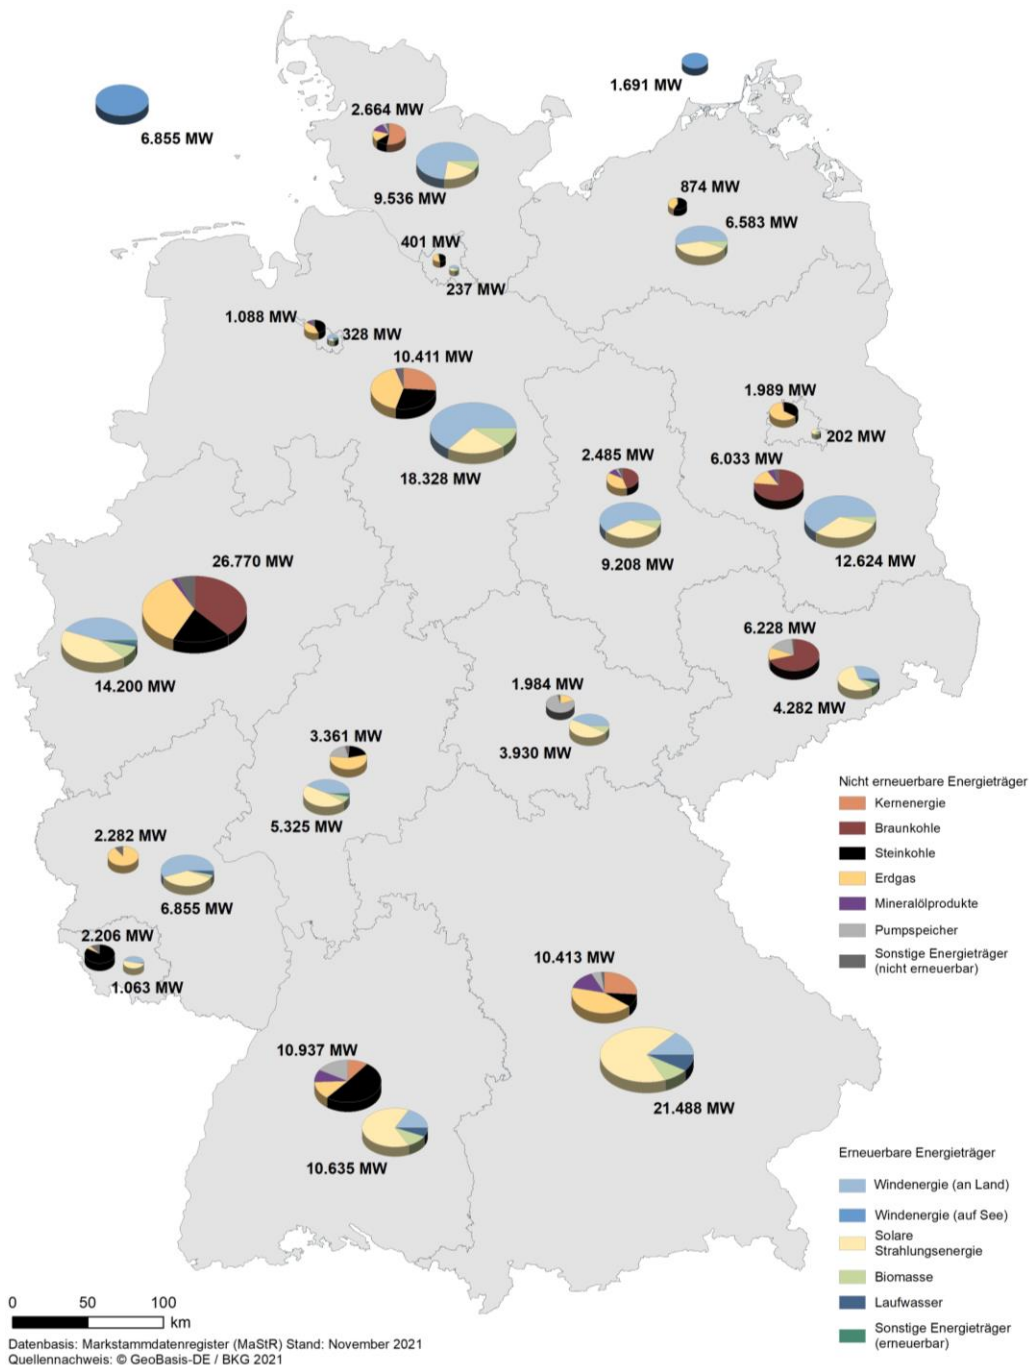 1.691 MW
6.855 MW
2.664 MW
9.536 MW
874 MW
6.583 MW
401 MW
237 MW
1.088 MW
328 MW
10.411 MW
18.328 MW
1.989 MW
202 MW
2.485 MW
6.033 MW
9.208 MW
12.624 MW
26.770 MW
14.200 MW
6.228 MW
4.282 MW
1.984 MW
3.930 MW
3.361 MW
5.325 MW
2.282 MW
6.855 MW
2.206 MW
1.063 MW
10.413 MW
21.488 MW
10.937 MW
10.635 MW
Nicht erneuerbare Energieträger
Kernenergie
Braunkohle
Steinkohle
Erdgas
Mineralölprodukte
Pumpspeicher
Sonstige Energieträger
(nicht erneuerbar)
Erneuerbare Energieträger
Windenergie (an Land)
Windenergie (auf See)
Solare
Strahlungsenergie
Biomasse
Laufwasser
Sonstige Energieträger
(erneuerbar)
0 50 100
km
Datenbasis: Markstammdatenregister (MaStR) Stand: November 2021
Quellennachweis: © GeoBasis-DE / BKG 2021